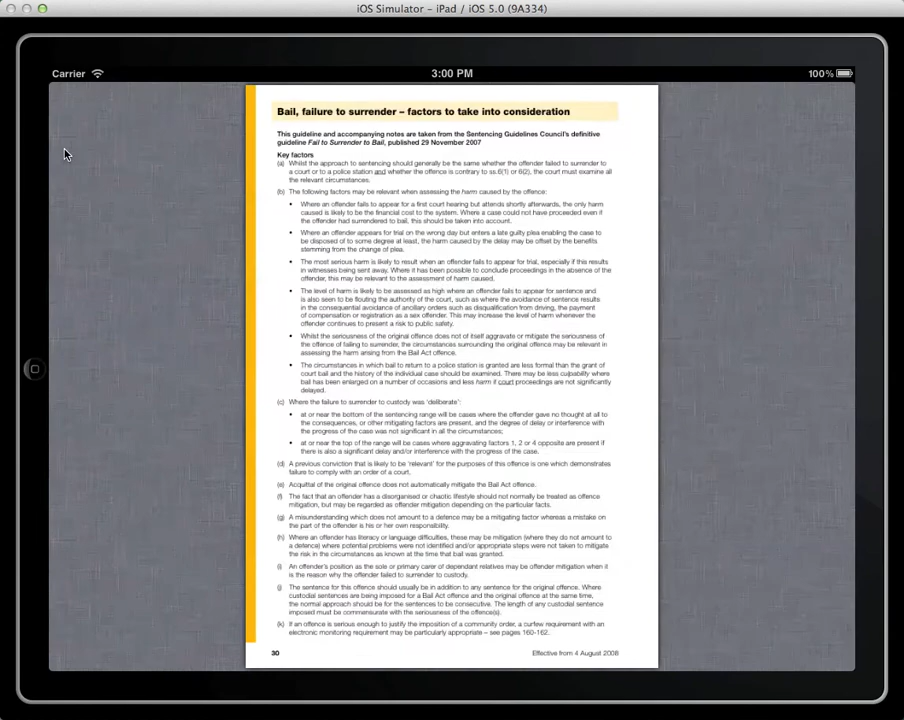 iOS Simulator – iPad / iOS 5.0 (9A334)
Carrier
3:00 PM
100%
Bail, failure to surrender – factors to take into consideration
This guideline and accompanying notes are taken from the Sentencing Guidelines Council's definitive
guideline Fail to Surrender to Bail, published 29 November 2007
Key factors
(a) Whilst the approach to sentencing should generally be the same whether the offender failed to surrender to
a court or to a police station and whether the offence is contrary to ss.6(1) or 6(2), the court must examine all
the relevant circumstances.
(b) The following factors may be relevant when assessing the harm caused by the offence:
• Where an offender fails to appear for a first court hearing but attends shortly afterwards, the only harm
caused is likely to be the financial cost to the system. Where a case could not have proceeded even if
the offender had surrendered to bail, this should be taken into account.
• Where an offender appears for trial on the wrong day but enters a late guilty plea enabling the case to
be disposed of to some degree at least, the harm caused by the delay may be offset by the benefits
stemming from the change of plea.
• The most serious harm is likely to result when an offender fails to appear for trial, especially if this results
in witnesses being sent away. Where it has been possible to conclude proceedings in the absence of the
offender, this may be relevant to the assessment of harm caused.
• The level of harm is likely to be assessed as high where an offender fails to appear for sentence and
is also seen to be flouting the authority of the court, such as where the avoidance of sentence results
in the consequential avoidance of ancillary orders such as disqualification from driving, the payment
of compensation or registration as a sex offender. This may increase the level of harm whenever the
offender continues to present a risk to public safety.
• Whilst the seriousness of the original offence does not of itself aggravate or mitigate the seriousness of
the offence of failing to surrender, the circumstances surrounding the original offence may be relevant in
assessing the harm arising from the Bail Act offence.
• The circumstances in which bail to return to a police station is granted are less formal than the grant of
court bail and the history of the individual case should be examined. There may be less culpability where
bail has been enlarged on a number of occasions and less harm if court proceedings are not significantly
delayed.
(c) Where the failure to surrender to custody was 'deliberate':
• at or near the bottom of the sentencing range will be cases where the offender gave no thought at all to
the consequences, or other mitigating factors are present, and the degree of delay or interference with
the progress of the case was not significant in all the circumstances;
• at or near the top of the range will be cases where aggravating factors 1, 2 or 4 opposite are present if
there is also a significant delay and/or interference with the progress of the case.
(d) A previous conviction that is likely to be 'relevant' for the purposes of this offence is one which demonstrates
failure to comply with an order of a court.
(e) Acquittal of the original offence does not automatically mitigate the Bail Act offence.
(f) The fact that an offender has a disorganised or chaotic lifestyle should not normally be treated as offence
mitigation, but may be regarded as offender mitigation depending on the particular facts.
(g) A misunderstanding which does not amount to a defence may be a mitigating factor whereas a mistake on
the part of the offender is his or her own responsibility.
(h) Where an offender has literacy or language difficulties, these may be mitigation (where they do not amount to
a defence) where potential problems were not identified and/or appropriate steps were not taken to mitigate
the risk in the circumstances as known at the time that bail was granted.
(i) An offender's position as the sole or primary carer of dependant relatives may be offender mitigation when it
is the reason why the offender failed to surrender to custody.
(j) The sentence for this offence should usually be in addition to any sentence for the original offence. Where
custodial sentences are being imposed for a Bail Act offence and the original offence at the same time,
the normal approach should be for the sentences to be consecutive. The length of any custodial sentence
imposed must be commensurate with the seriousness of the offence(s).
(k) If an offence is serious enough to justify the imposition of a community order, a curfew requirement with an
electronic monitoring requirement may be particularly appropriate – see pages 160-162.
30
Effective from 4 August 2008